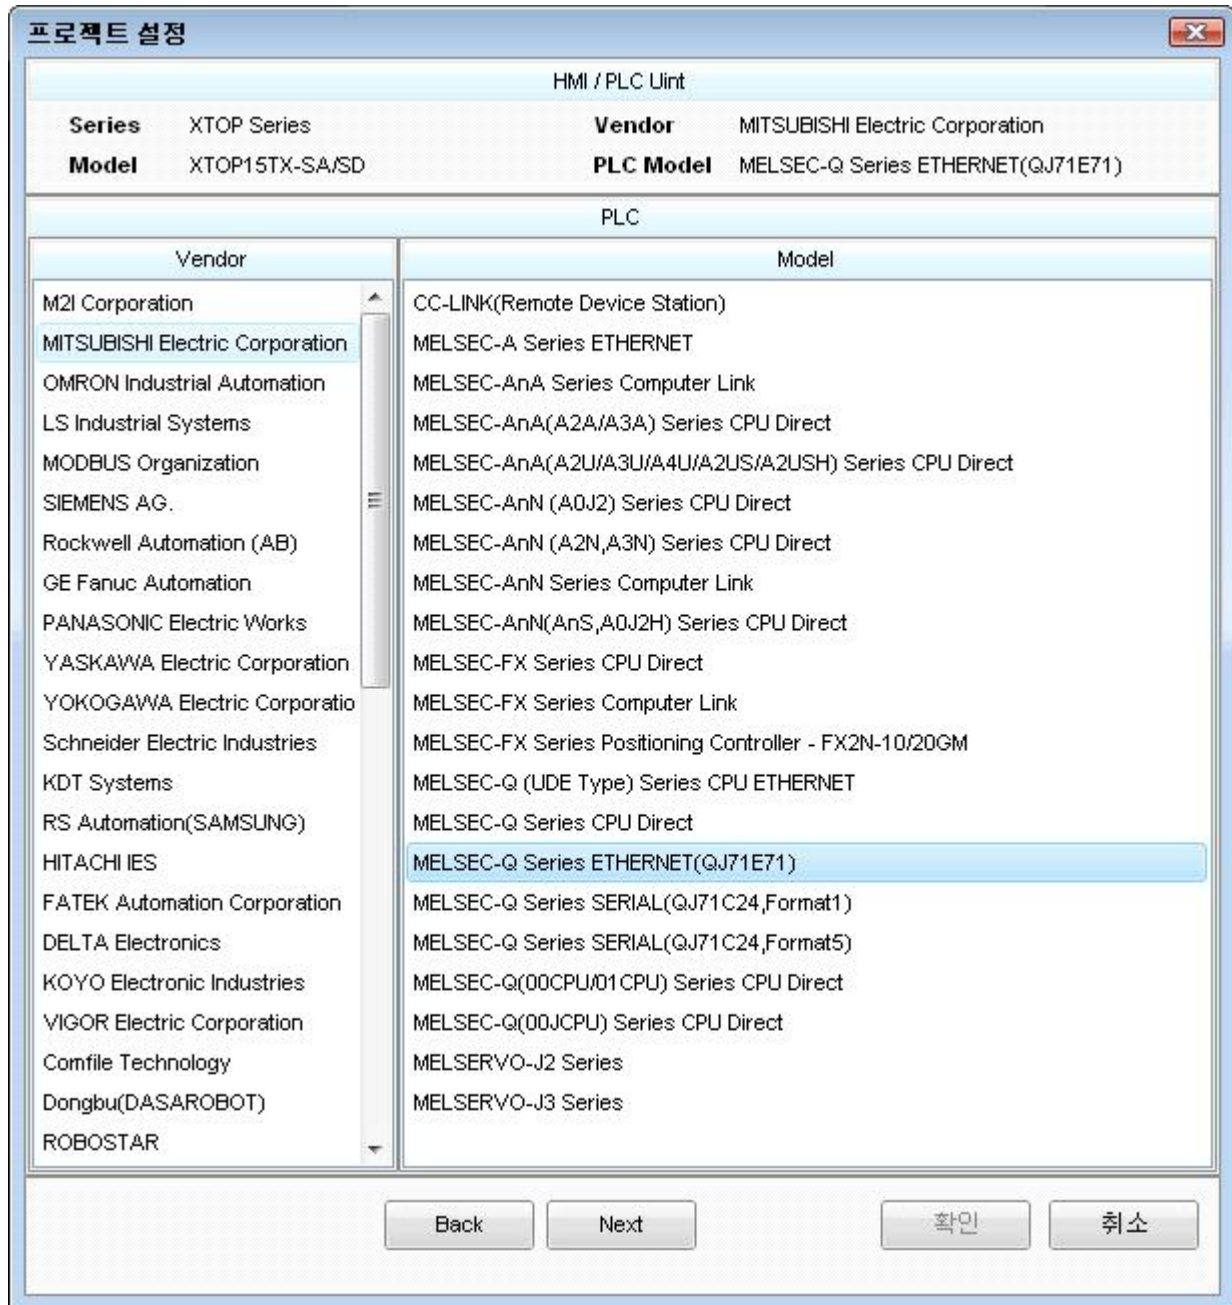 프로젝트 설정
HMI / PLC Uint
Series XTOP Series Vendor MITSUBISHI Electric Corporation
Model XTOP15TX-SA/SD PLC Model MELSEC-Q Series ETHERNET(QJ71E71)
PLC
Vendor Model
M2I Corporation CC-LINK(Remote Device Station)
MITSUBISHI Electric Corporation MELSEC-A Series ETHERNET
OMRON Industrial Automation MELSEC-AnA Series Computer Link
LS Industrial Systems MELSEC-AnA(A2A/A3A) Series CPU Direct
MODBUS Organization MELSEC-AnA(A2U/A3U/A4U/A2US/A2USH) Series CPU Direct
SIEMENS AG. MELSEC-AnN (A0J2) Series CPU Direct
Rockwell Automation (AB) MELSEC-AnN (A2N,A3N) Series CPU Direct
GE Fanuc Automation MELSEC-AnN Series Computer Link
PANASONIC Electric Works MELSEC-AnN(AnS,A0J2H) Series CPU Direct
YASKAWA Electric Corporation MELSEC-FX Series CPU Direct
YOKOGAWA Electric Corporatio MELSEC-FX Series Computer Link
Schneider Electric Industries MELSEC-FX Series Positioning Controller - FX2N-10/20GM
KDT Systems MELSEC-Q (UDE Type) Series CPU ETHERNET
RS Automation(SAMSUNG) MELSEC-Q Series CPU Direct
HITACHI IES MELSEC-Q Series ETHERNET(QJ71E71)
FATEK Automation Corporation MELSEC-Q Series SERIAL(QJ71C24,Format1)
DELTA Electronics MELSEC-Q Series SERIAL(QJ71C24,Format5)
KOYO Electronic Industries MELSEC-Q(00CPU/01CPU) Series CPU Direct
VIGOR Electric Corporation MELSEC-Q(00JCPU) Series CPU Direct
Comfile Technology MELSERVO-J2 Series
Dongbu(DASAROBOT) MELSERVO-J3 Series
ROBOSTAR
Back Next 확인 취소